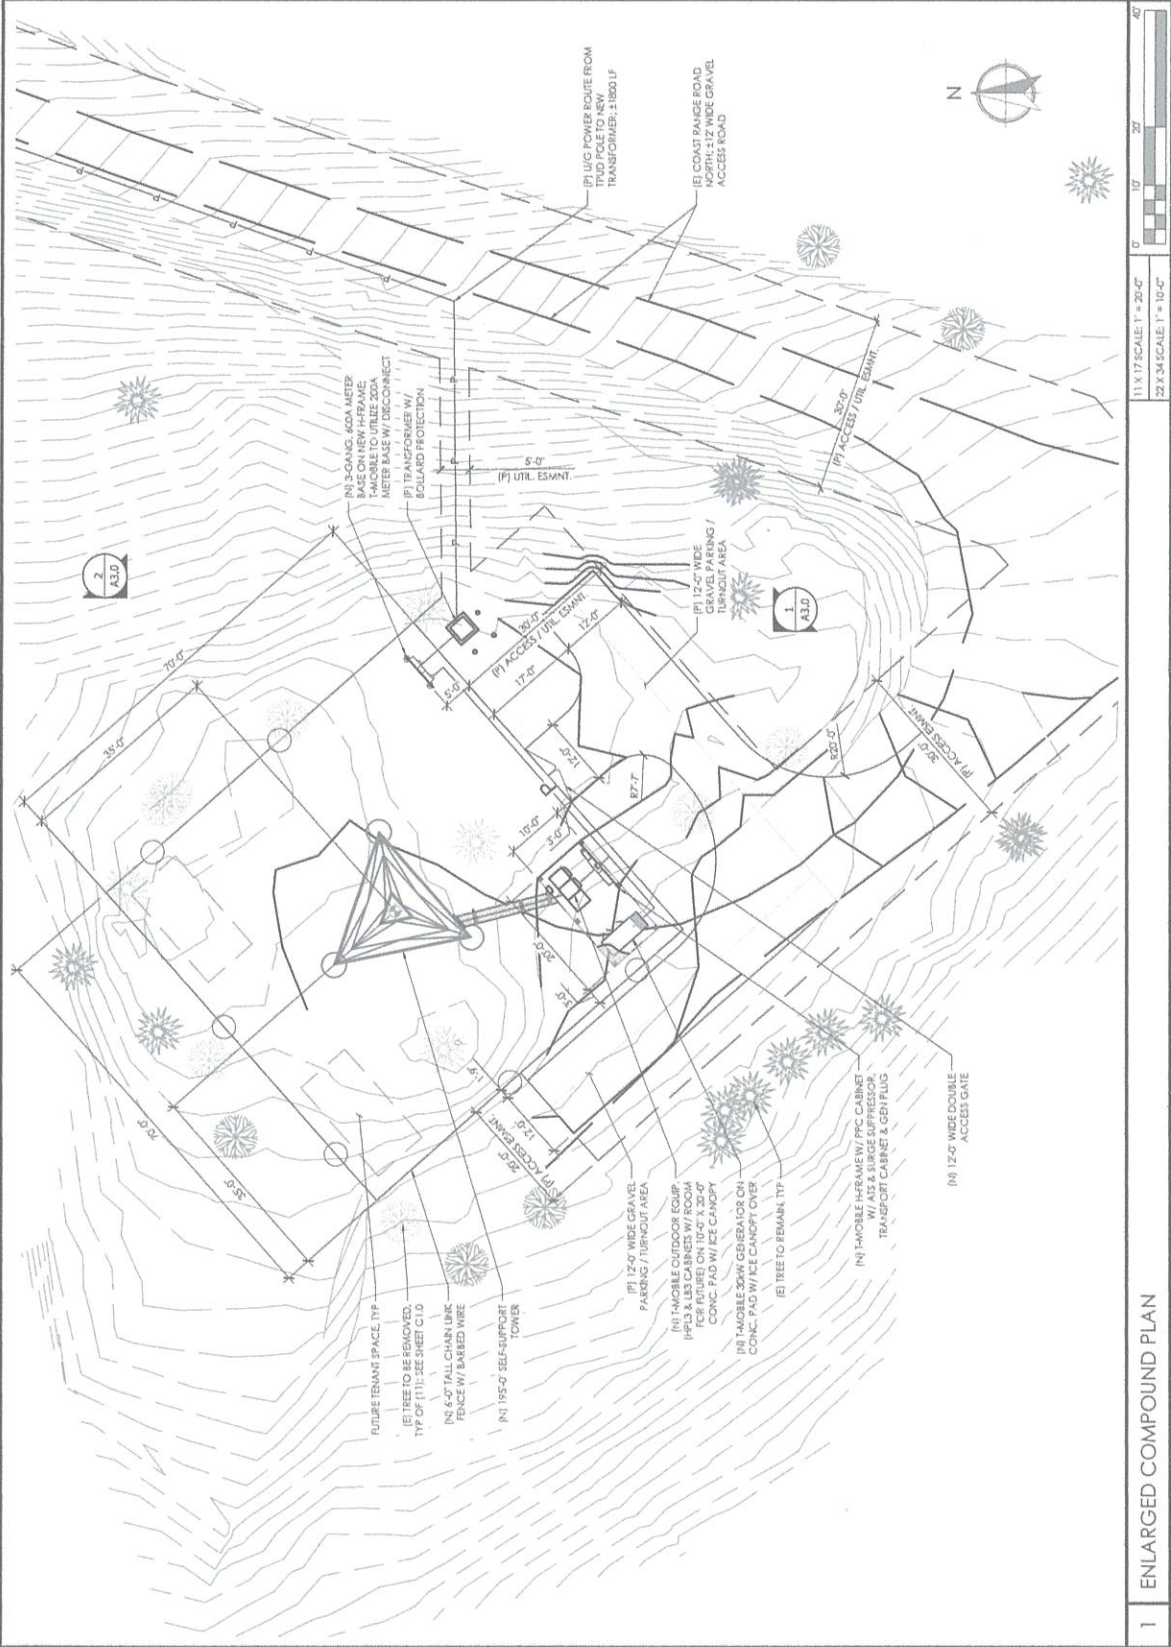 (P) U/G POWER ROUTE FROM
TPUD POLE TO NEW
TRANSFORMER: ±1800 LF
(E) COAST RANGE ROAD
NORTH: ±12' WIDE GRAVEL
ACCESS ROAD
N
(N) 3-GANG, 600A METER
BASE ON NEW H-FRAME;
T-MOBILE TO UTILIZE 200A
METER BASE W/ DISCONNECT
(P) TRANSFORMER W/
BOLLARD PROTECTION
5'-0"
(P) UTIL. ESMNT.
30'-0"
(P) ACCESS / UTIL. ESMNT.
2
A3.0
70'-0"
35'-0"
5'-0"
30'-0"
(P) ACCESS / UTIL. ESMNT.
17'-0"
12'-0"
(P) 12'-0" WIDE
GRAVEL PARKING /
TURNOUT AREA
1
A3.0
12'-0"
10'-0"
3'-0"
R20'-0"
30'-0"
(P) ACCESS ESMNT.
20'-0"
70'-0"
35'-0"
12'-0"
20'-0"
(P) ACCESS ESMNT.
FUTURE TENANT SPACE, TYP
(E) TREE TO BE REMOVED,
TYP OF (11); SEE SHEET C1.0
(N) 6'-0" TALL CHAIN LINK
FENCE W/ BARBED WIRE
(N) 195'-0" SELF-SUPPORT
TOWER
(P) 12'-0" WIDE GRAVEL
PARKING / TURNOUT AREA
(N) T-MOBILE OUTDOOR EQUIP.
(HPL3 & LB3 CABINETS W/ ROOM
FOR FUTURE) ON 10'-0" X 20'-0"
CONC. PAD W/ ICE CANOPY
(N) T-MOBILE 30KW GENERATOR ON
CONC. PAD W/ ICE CANOPY OVER
(E) TREE TO REMAIN, TYP
(N) T-MOBILE H-FRAME W/ PPC CABINET
W/ ATS & SURGE SUPPRESSOR,
TRANSPORT CABINET & GEN PLUG
(N) 12'-0" WIDE DOUBLE
ACCESS GATE
1 ENLARGED COMPOUND PLAN
11 X 17 SCALE: 1" = 20'-0"
22 X 34 SCALE: 1" = 10'-0"
0' 10' 20' 40'